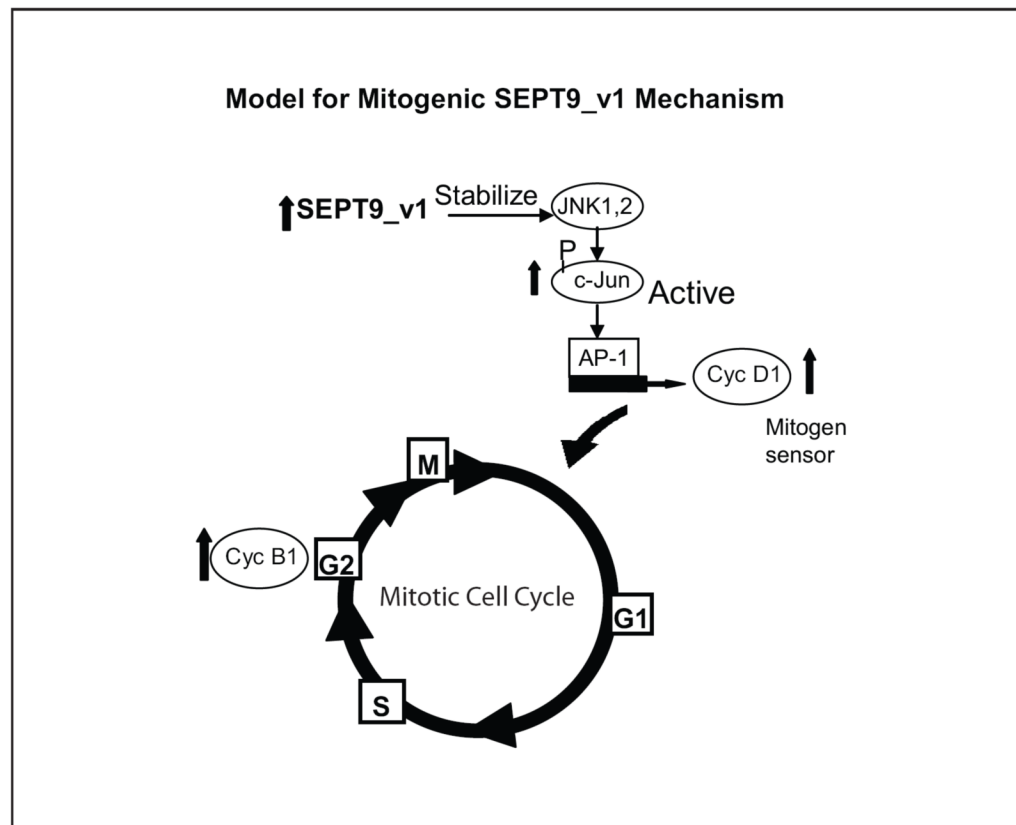 Model for Mitogenic SEPT9_v1 Mechanism
SEPT9_v1
Stabilize
JNK1,2
P
c-Jun
Active
AP-1
Cyc D1
Mitogen
sensor
M
Cyc B1
G2
Mitotic Cell Cycle
G1
S